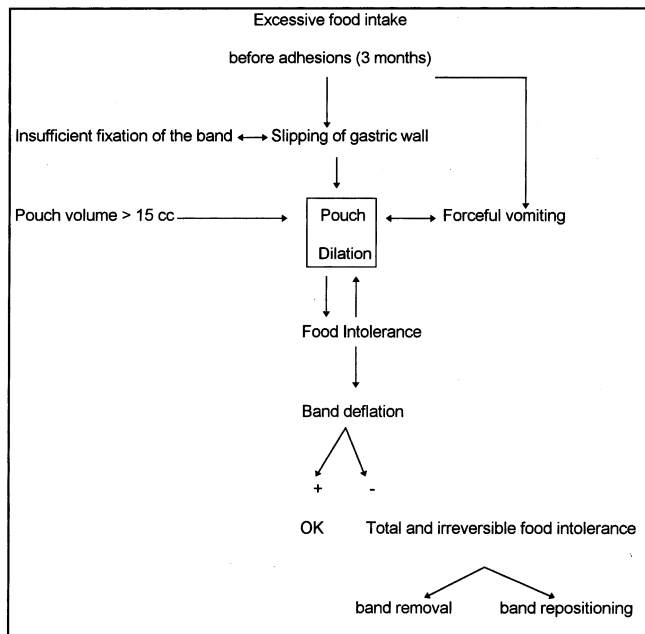 Excessive food intake
before adhesions (3 months)
Insufficient fixation of the band
Slipping of gastric wall
Pouch volume > 15 cc
Pouch
Dilation
Forceful vomiting
Food Intolerance
Band deflation
+ -
OK
Total and irreversible food intolerance
band removal
band repositioning